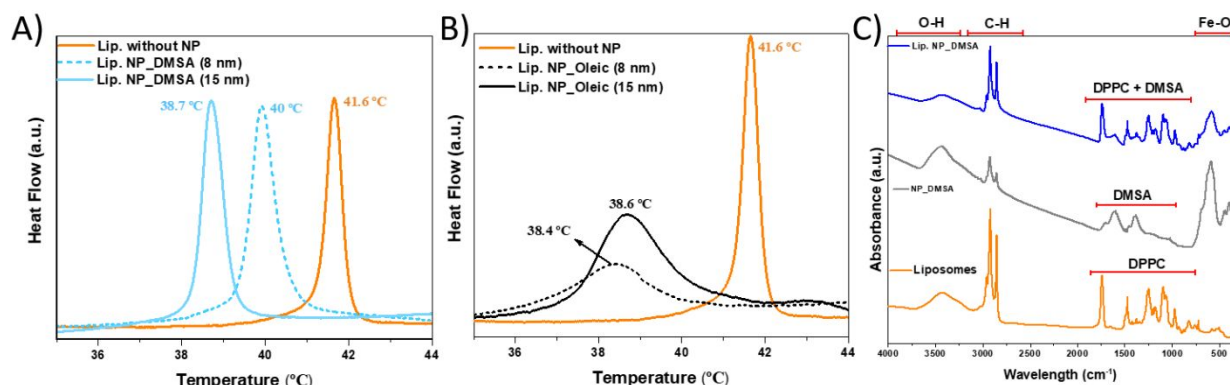 A)
Lip. without NP
Lip. NP_DMSA (8 nm)
Lip. NP_DMSA (15 nm)
38.7 °C
40 °C
41.6 °C
Heat Flow (a.u.)
36 38 40 42 44
Temperature (°C)
B)
Lip. without NP
Lip. NP_Oleic (8 nm)
Lip. NP_Oleic (15 nm)
41.6 °C
38.6 °C
38.4 °C
Heat Flow (a.u.)
36 38 40 42 44
Temperature (°C)
C)
O-H C-H Fe-O
Lip. NP_DMSA
DPPC + DMSA
NP_DMSA
DMSA
Liposomes
DPPC
Absorbance (a.u.)
4000 3500 3000 2500 2000 1500 1000 500
Wavelength (cm⁻¹)